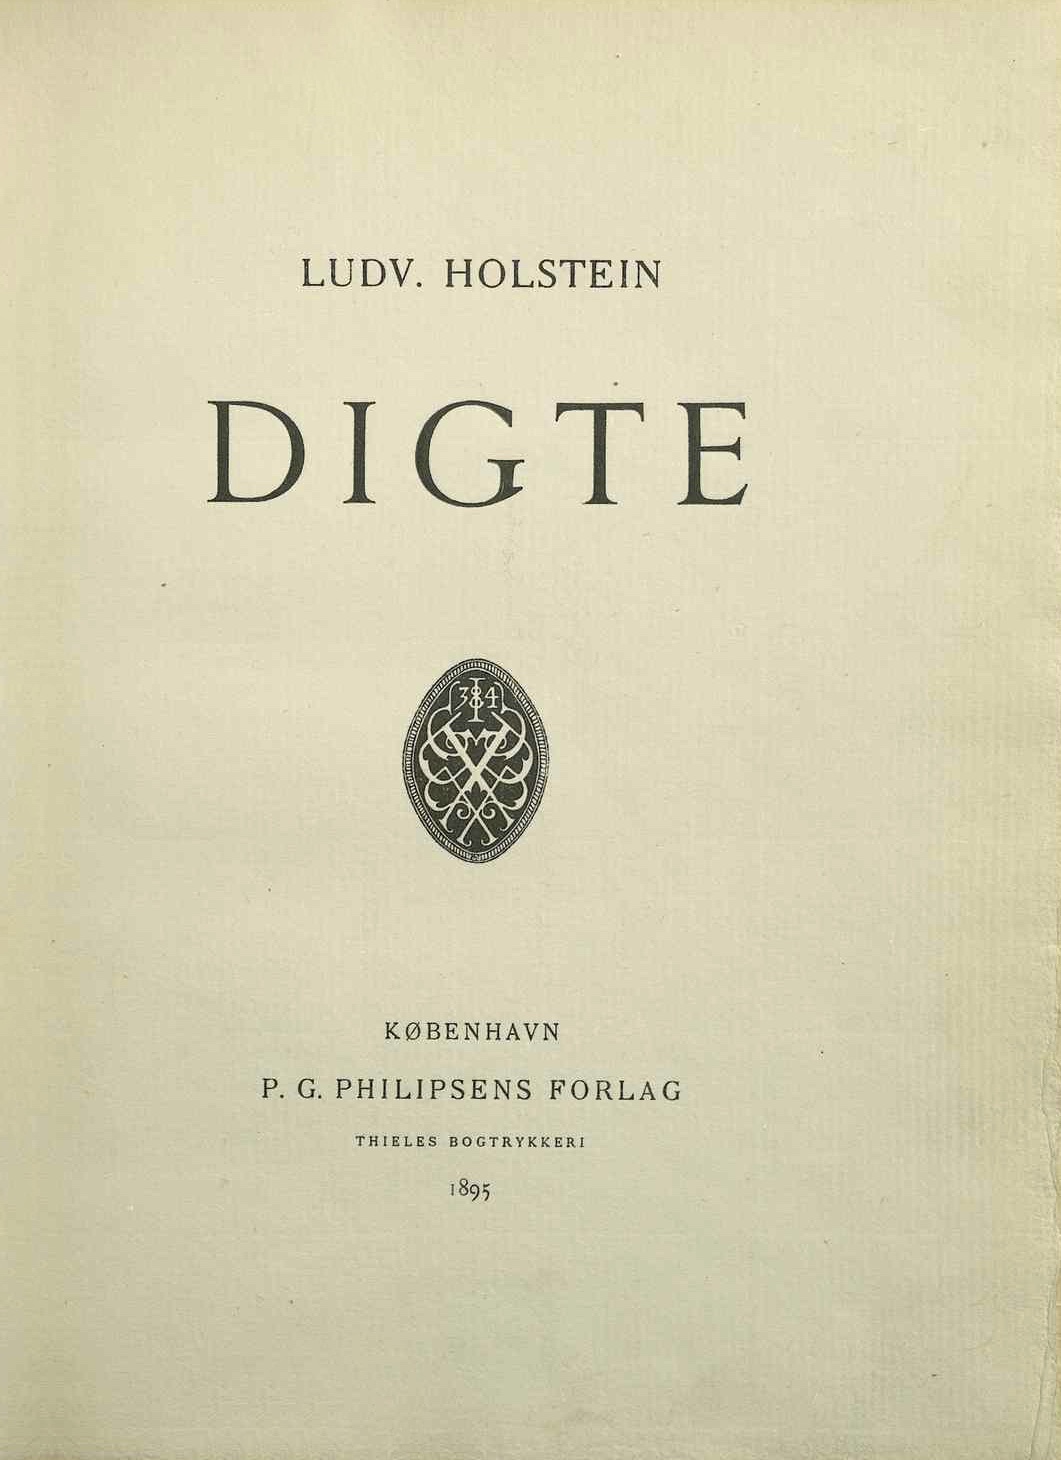 LUDV. HOLSTEIN
DIGTE
KØBENHAVN
P. G. PHILIPSENS FORLAG
THIELES BOGTRYKKERI
1895